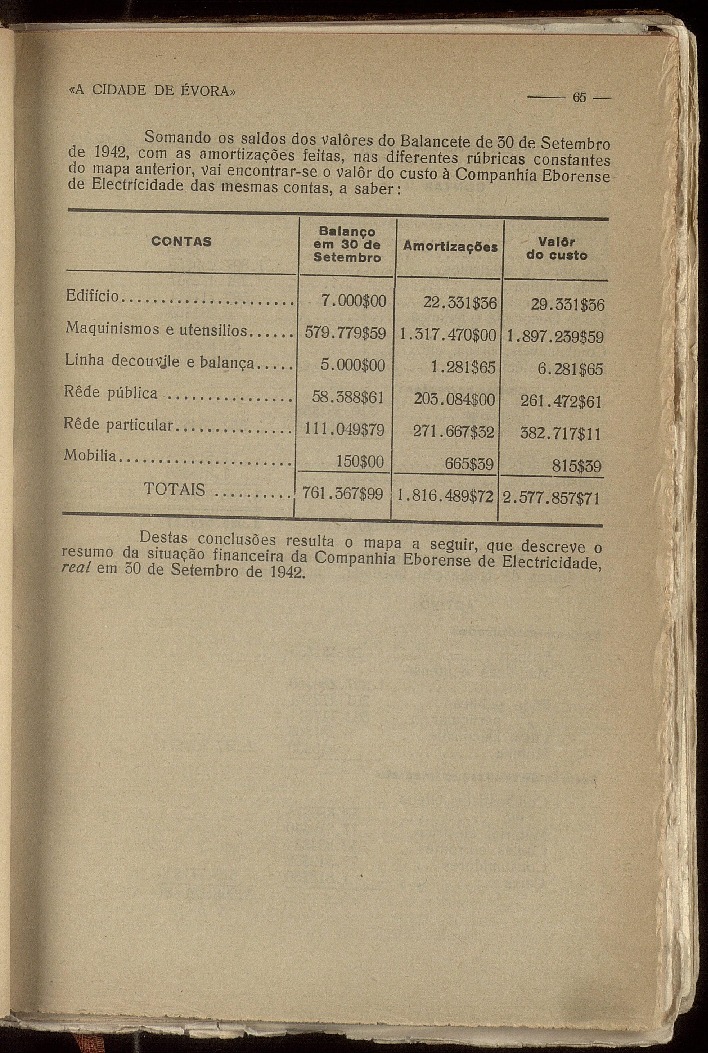 «A CIDADE DE ÉVORA» —— 65 —
Somando os saldos dos valôres do Balancete de 30 de Setembro
de 1942, com as amortizações feitas, nas diferentes rúbricas constantes
do mapa anterior, vai encontrar-se o valôr do custo à Companhia Eborense
de Electricidade das mesmas contas, a saber :
CONTAS Balanço em 30 de Setembro Amortizações Valôr do custo
Edifício...................... 7.000$00 22.331$36 29.331$36
Maquinismos e utensilios...... 579.779$59 1.317.470$00 1.897.239$59
Linha decouvjle e balança..... 5.000$00 1.281$65 6.281$65
Rêde pública ................ 58.388$61 203.084$00 261.472$61
Rêde particular............... 111.049$79 271.667$32 382.717$11
Mobilia...................... 150$00 665$39 815$39
TOTAIS .......... 761.367$99 1.816.489$72 2.577.857$71
Destas conclusões resulta o mapa a seguir, que descreve o
resumo da situação financeira da Companhia Eborense de Electricidade,
real em 30 de Setembro de 1942.